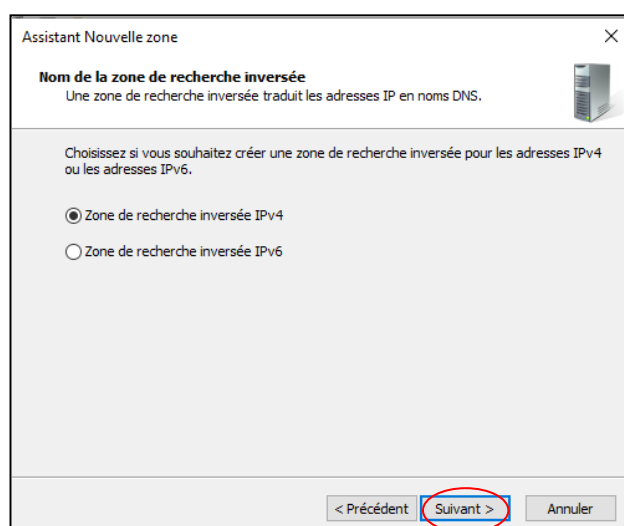 Assistant Nouvelle zone
Nom de la zone de recherche inversée
Une zone de recherche inversée traduit les adresses IP en noms DNS.
Choisissez si vous souhaitez créer une zone de recherche inversée pour les adresses IPv4
ou les adresses IPv6.
Zone de recherche inversée IPv4
Zone de recherche inversée IPv6
< Précédent Suivant > Annuler